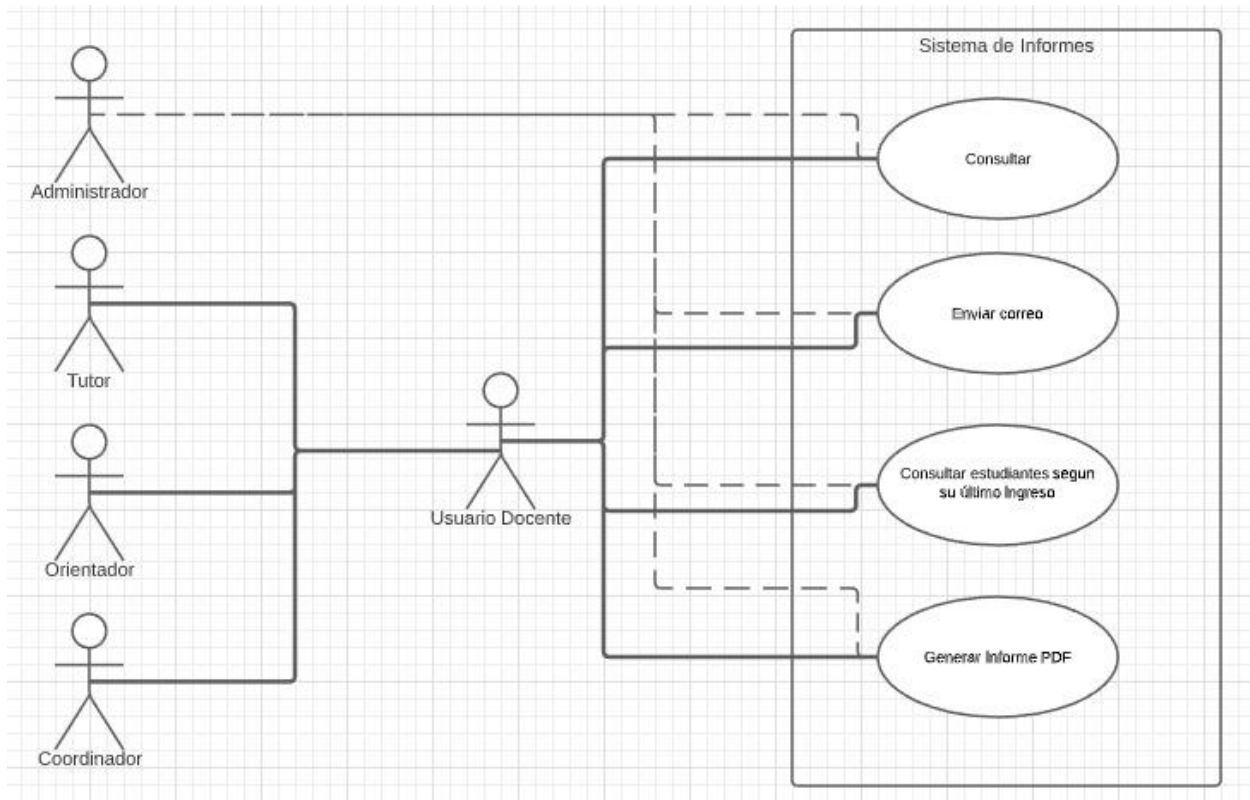 Sistema de Informes
Administrador
Consultar
Enviar correo
Tutor
Usuario Docente
Consultar estudiantes segun
su último Ingreso
Orientador
Generar Informe PDF
Coordinador